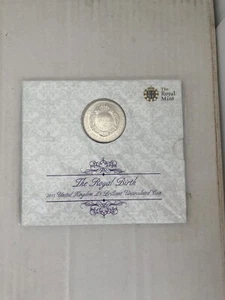 The
Royal
Mint
The Royal Birth
2013 United Kingdom £5 Brilliant Uncirculated Coin